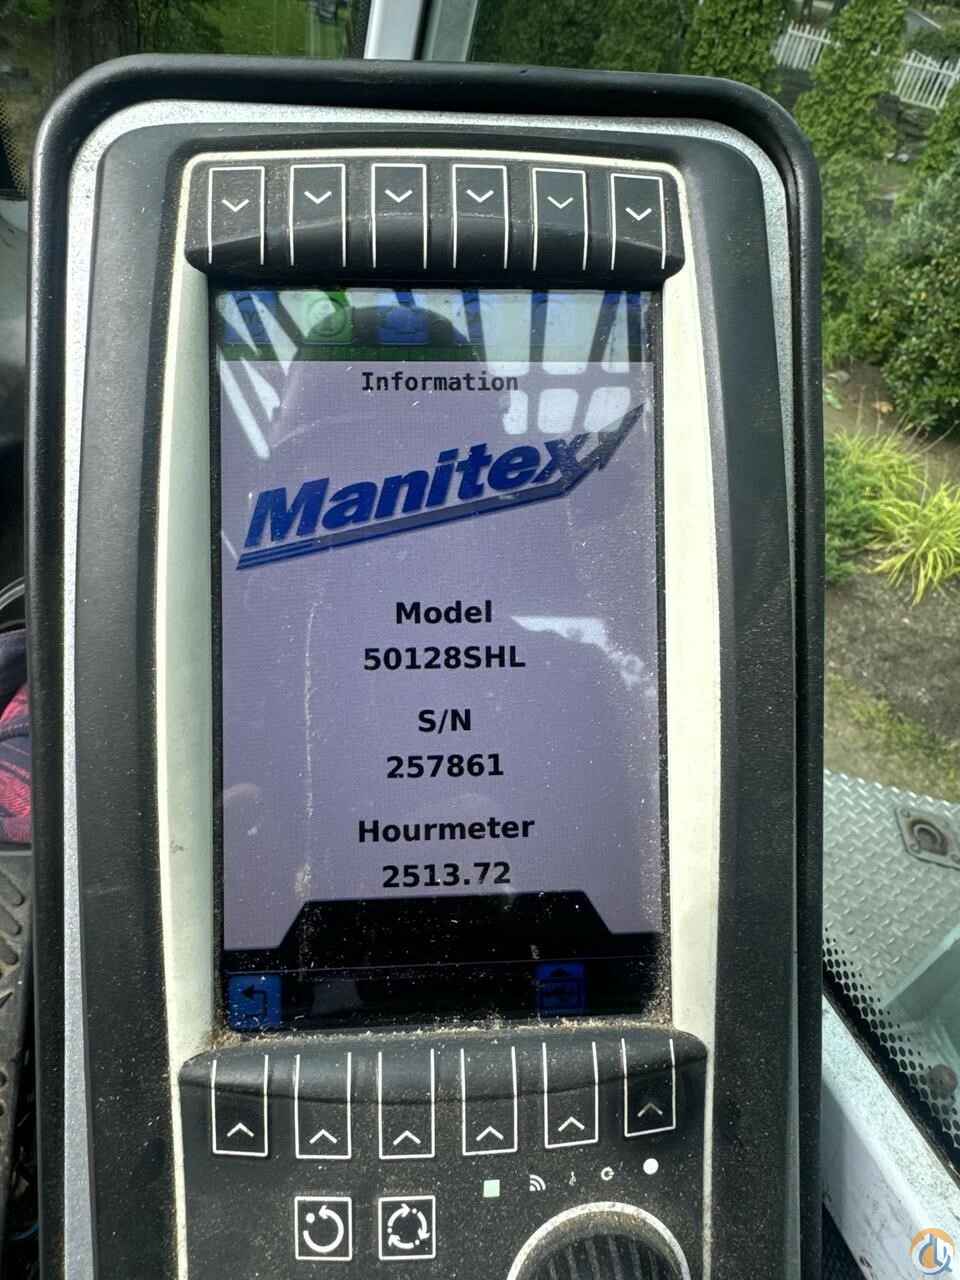 Information
Manitex
Model
50128SHL
S/N
257861
Hourmeter
2513.72